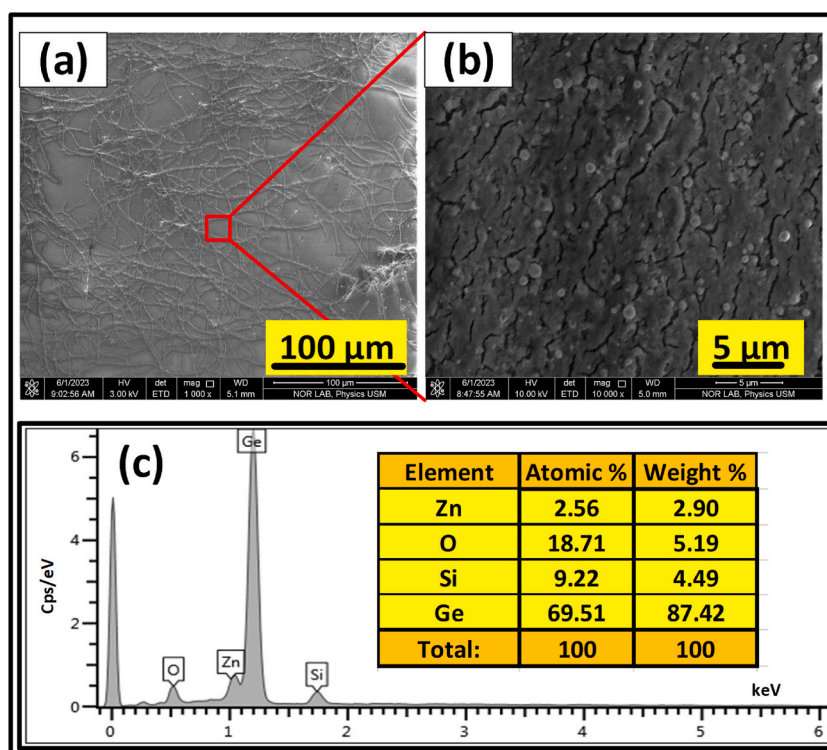 (a)
100 µm
6/1/2023 HV det mag □ WD 100 µm
9:02:56 AM 3.00 kV ETD 1 000 x 5.1 mm NOR LAB, Physics USM
(b)
5 µm
6/1/2023 HV det mag □ WD 5 µm
8:47:55 AM 10.00 kV ETD 10 000 x 5.0 mm NOR LAB, Physics USM
(c)
Cps/eV
6
4
2
0
O
Zn
Ge
Si
0 1 2 3 4 5 6
keV
Element Atomic % Weight %
Zn 2.56 2.90
O 18.71 5.19
Si 9.22 4.49
Ge 69.51 87.42
Total: 100 100